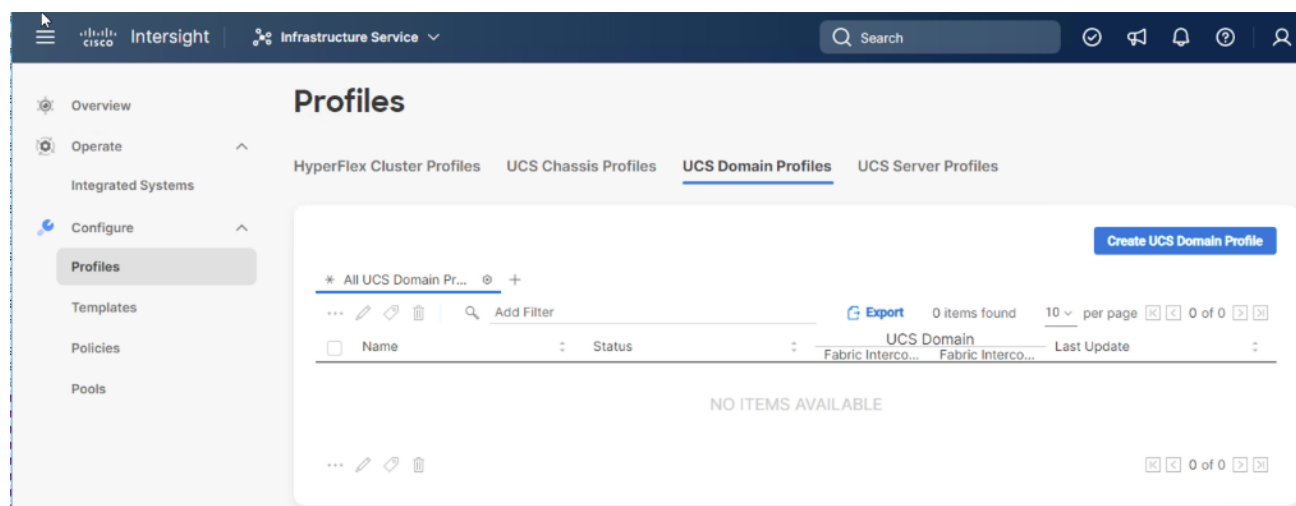 cisco Intersight Infrastructure Service Search
Profiles
Overview
Operate
Integrated Systems
Configure
Profiles
Templates
Policies
Pools
HyperFlex Cluster Profiles UCS Chassis Profiles UCS Domain Profiles UCS Server Profiles
Create UCS Domain Profile
All UCS Domain Pr... +
... Add Filter Export 0 items found 10 per page 0 of 0
Name Status UCS Domain Last Update
Fabric Interco... Fabric Interco...
NO ITEMS AVAILABLE
... 0 of 0